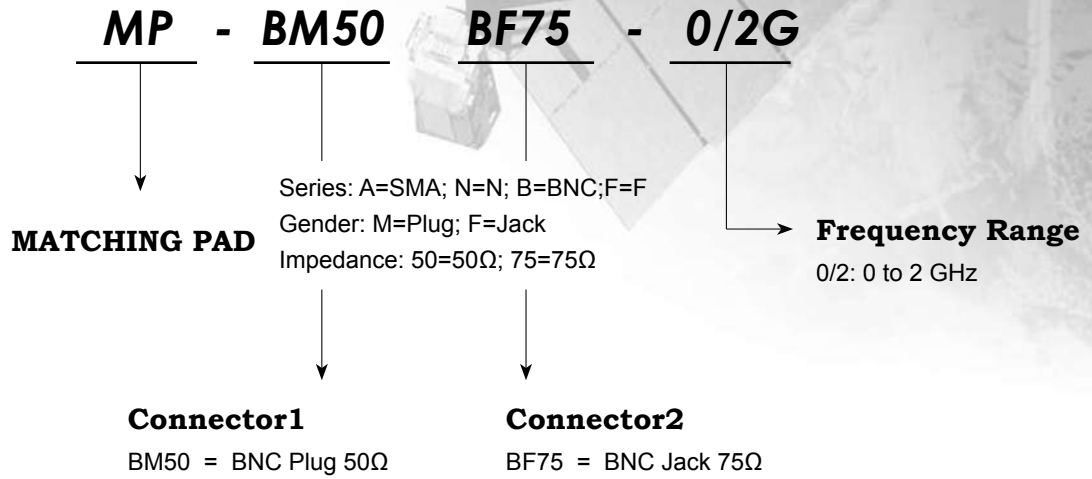 MP - BM50 BF75 - 0/2G
Series: A=SMA; N=N; B=BNC;F=F
Gender: M=Plug; F=Jack
Impedance: 50=50Ω; 75=75Ω
MATCHING PAD
Frequency Range
0/2: 0 to 2 GHz
Connector1
BM50 = BNC Plug 50Ω
Connector2
BF75 = BNC Jack 75Ω